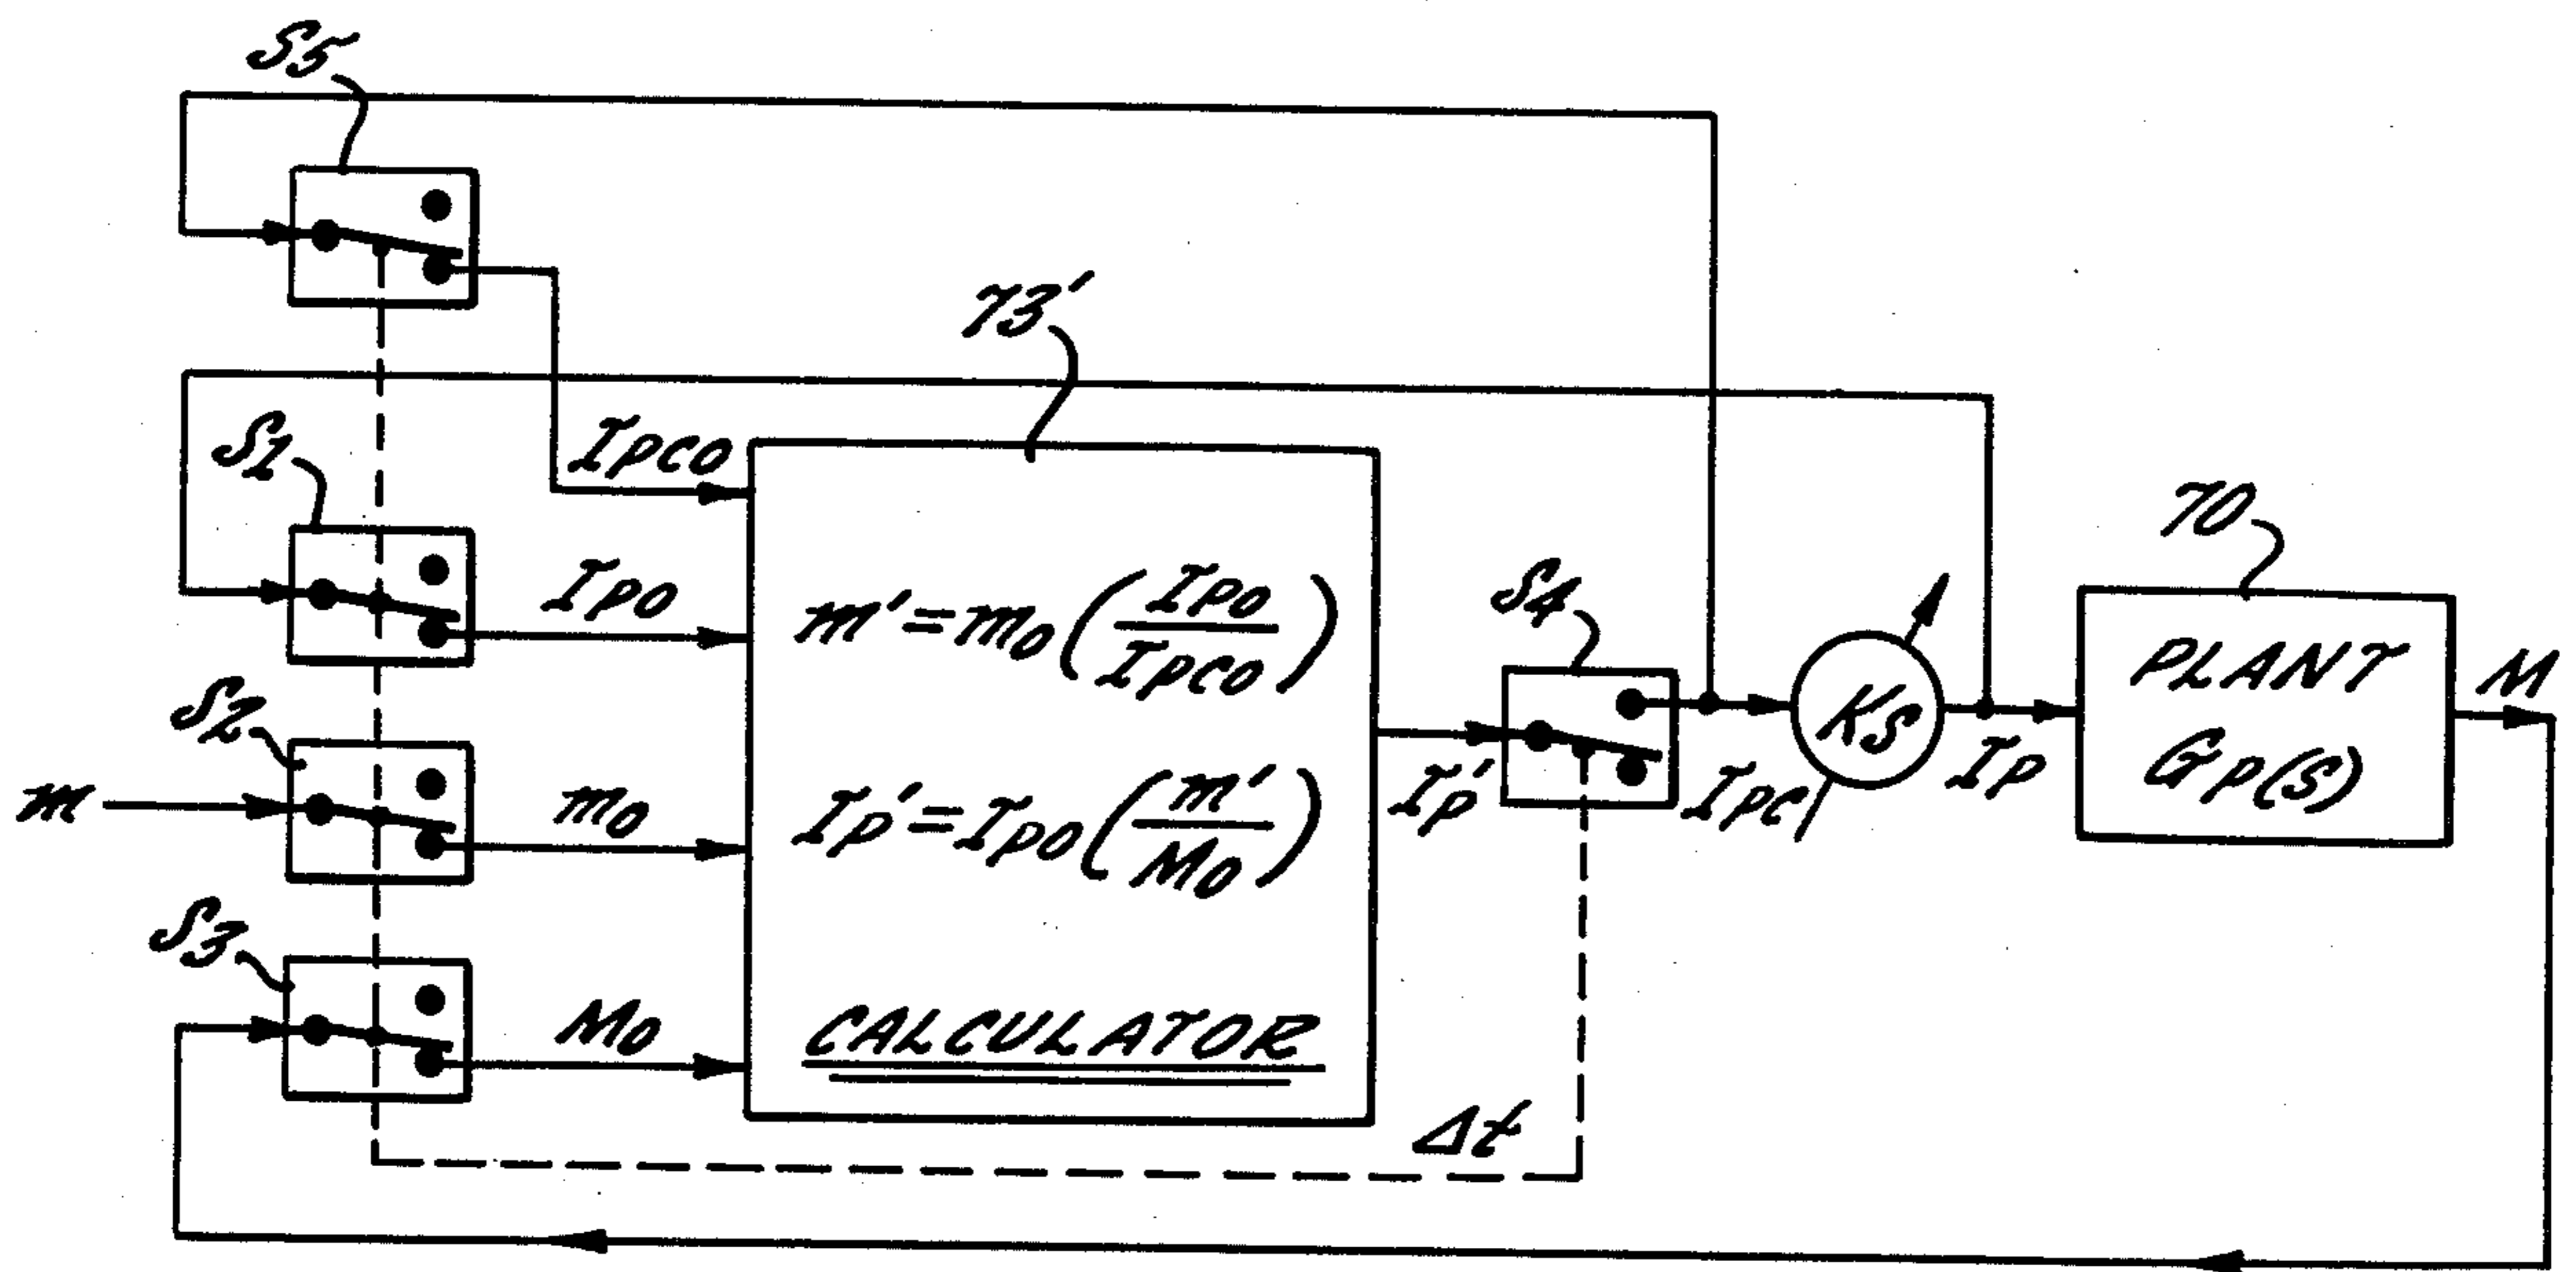 S5
73'
IPCO
S1
IPO
70
m' = mo (IPO / IPCO)
S4
PLANT
GP(S)
M
KS
S2
m
mo
IP' = IPO (m' / MO)
IP'
IPC
IP
S3
MO
CALCULATOR
Δt